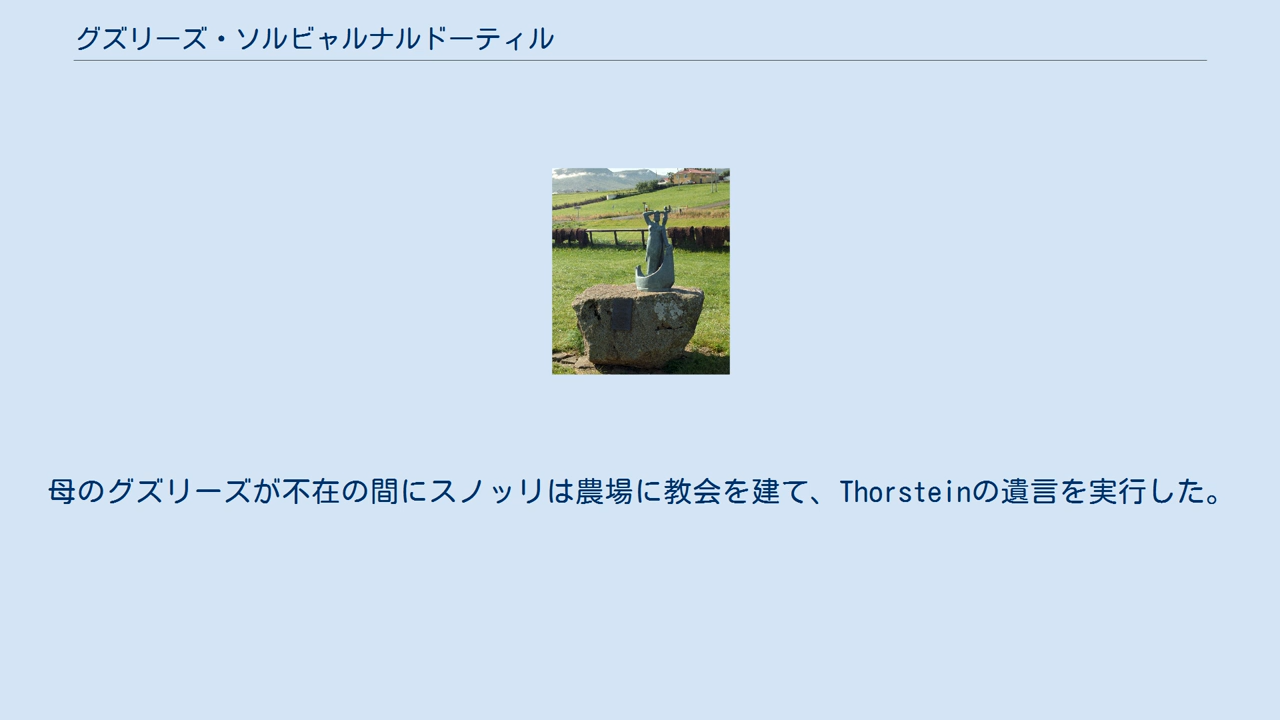 グズリーズ・ソルビャルナルドーティル
母のグズリーズが不在の間にスノッリは農場に教会を建て、Thorsteinの遺言を実行した。